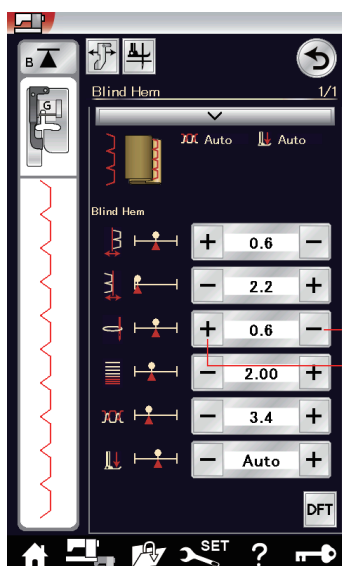 B
G
Blind Hem 1/1
Auto Auto
Blind Hem
+ 0.6 −
− 2.2 +
+ 0.6 −
− 2.00 +
− 3.4 +
− Auto +
DFT
SET ?